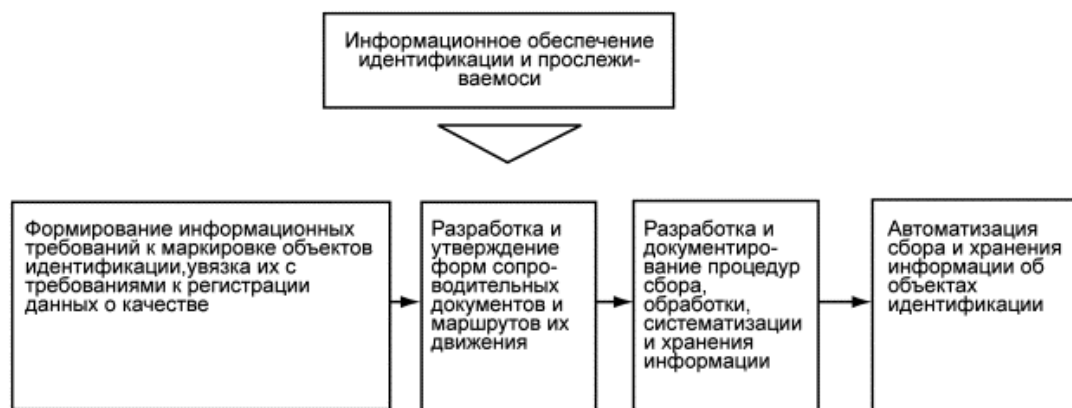 Информационное обеспечение
идентификации и прослежи-
ваемоси
Формирование информационных
требований к маркировке объектов
идентификации,увязка их с
требованиями к регистрации
данных о качестве
Разработка и
утверждение
форм сопро-
водительных
документов и
маршрутов их
движения
Разработка и
документиро-
вание процедур
сбора,
обработки,
систематизации
и хранения
информации
Автоматизация
сбора и хранения
информации об
объектах
идентификации